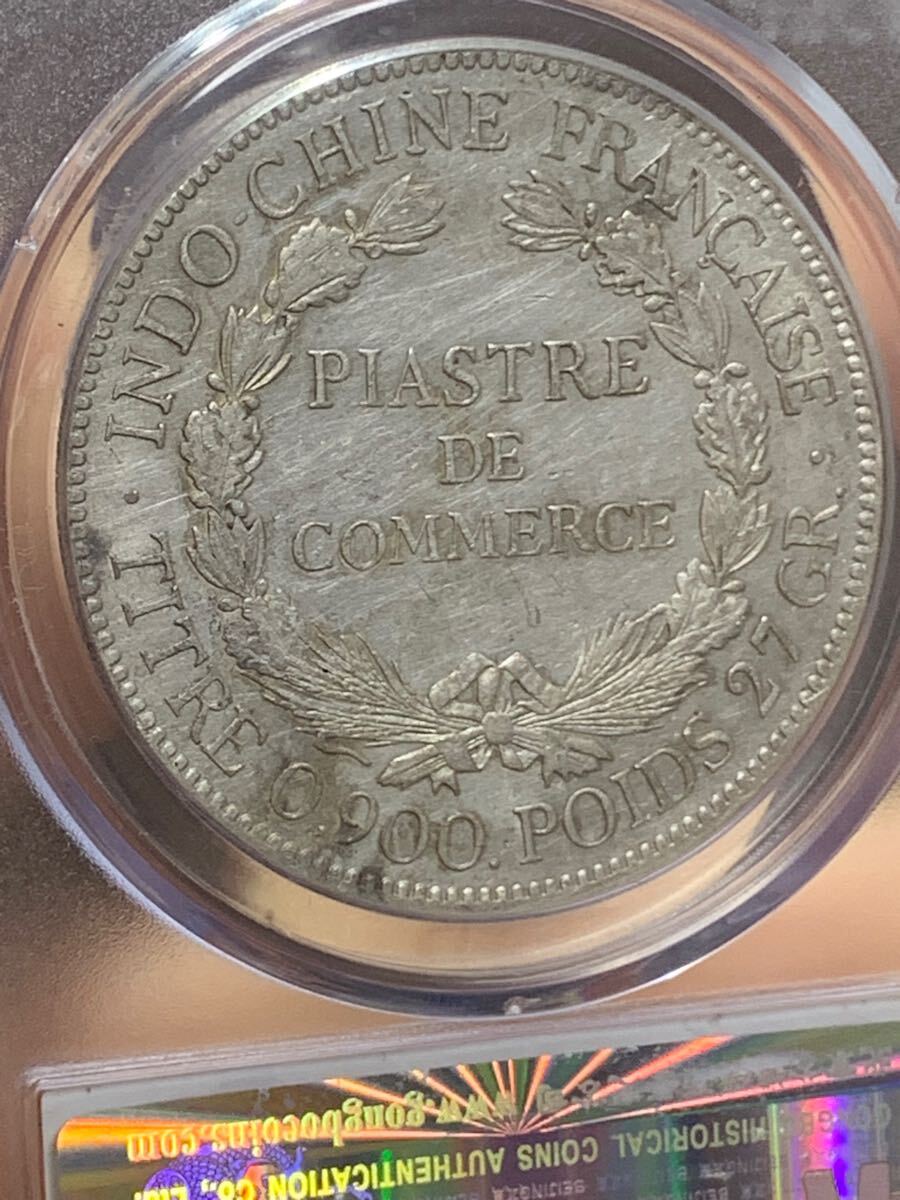 INDO-CHINE FRANÇAISE
PIASTRE
DE
COMMERCE
TITRE 0,900. POIDS 27 GR.
www.gongbocoins.com
HISTORICAL COINS AUTHENTICATION CO., Ltd.